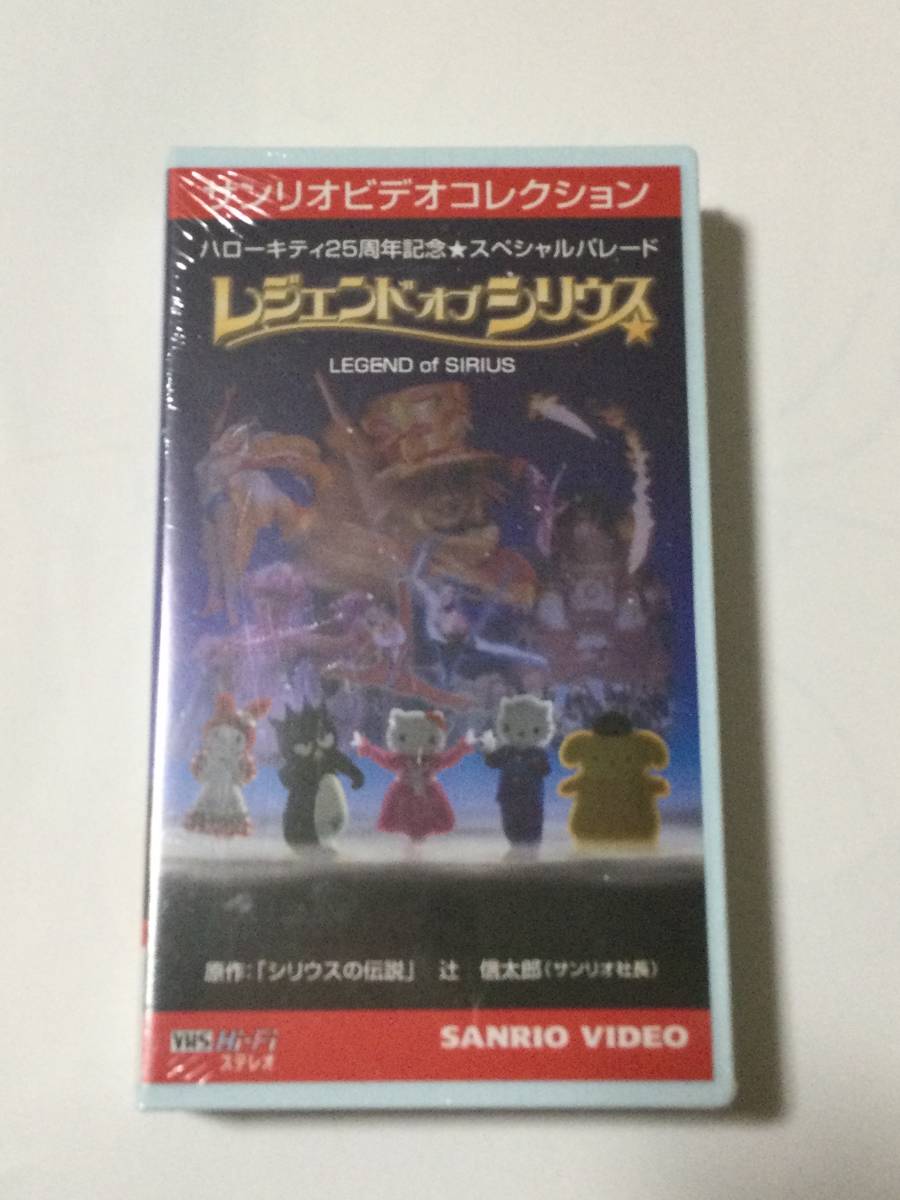 サンリオビデオコレクション
ハローキティ25周年記念★スペシャルパレード
レジェンドオブシリウス
LEGEND of SIRIUS
原作:「シリウスの伝説」 辻 信太郎(サンリオ社長)
VHS Hi-Fi
ステレオ
SANRIO VIDEO